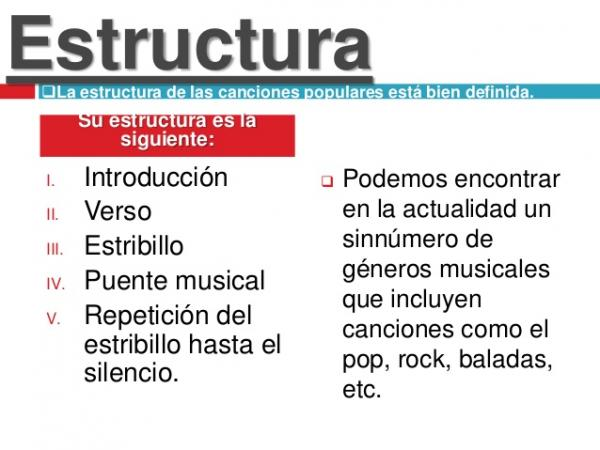 Estructura
❑La estructura de las canciones populares está bien definida.
Su estructura es la
siguiente:
I. Introducción
II. Verso
III. Estribillo
IV. Puente musical
V. Repetición del
estribillo hasta el
silencio.
❑ Podemos encontrar
en la actualidad un
sinnúmero de
géneros musicales
que incluyen
canciones como el
pop, rock, baladas,
etc.